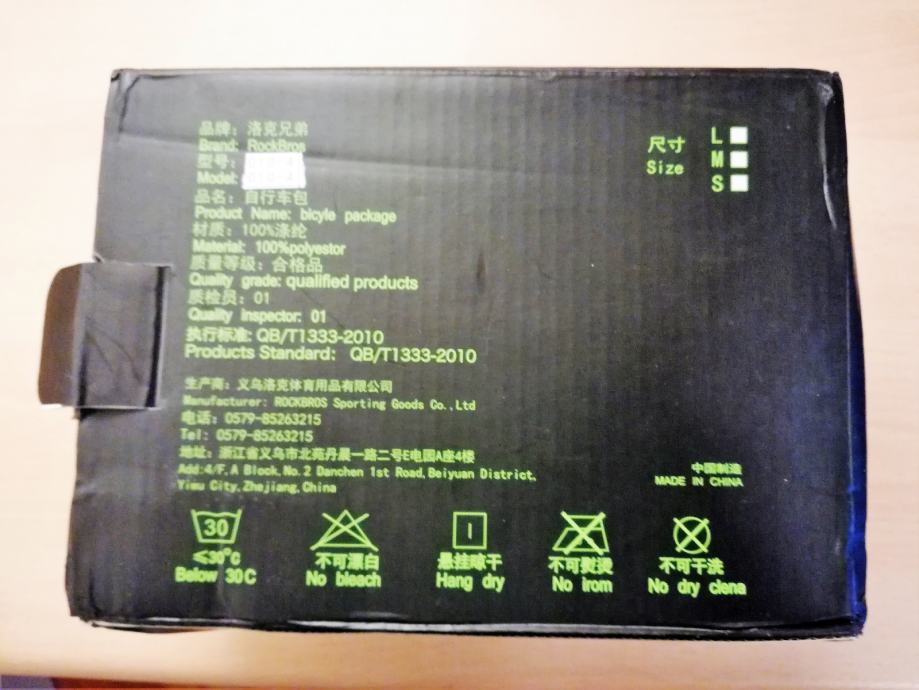 品牌：洛克兄弟
Brand: RockBros
型号：
Model:
品名：自行车包
Product Name: bicyle package
材质：100%涤纶
Material: 100%polyestor
质量等级：合格品
Quality grade: qualified products
质检员：01
Quality inspector: 01
执行标准: QB/T1333-2010
Products Standard: QB/T1333-2010
生产商：义乌洛克体育用品有限公司
Manufacturer: ROCKBROS Sporting Goods Co.,Ltd
电话：0579-85263215
Tel: 0579-85263215
地址：浙江省义乌市北苑丹晨一路二号E电园A座4楼
Add:4/F,A Block,No.2 Danchen 1st Road,Beiyuan District,
Yiwu City,Zhejiang,China
尺寸
Size
L
M
S
中国制造
MADE IN CHINA
30
≤30°C
Below 30C
不可漂白
No bleach
悬挂晾干
Hang dry
不可熨烫
No irom
不可干洗
No dry clena